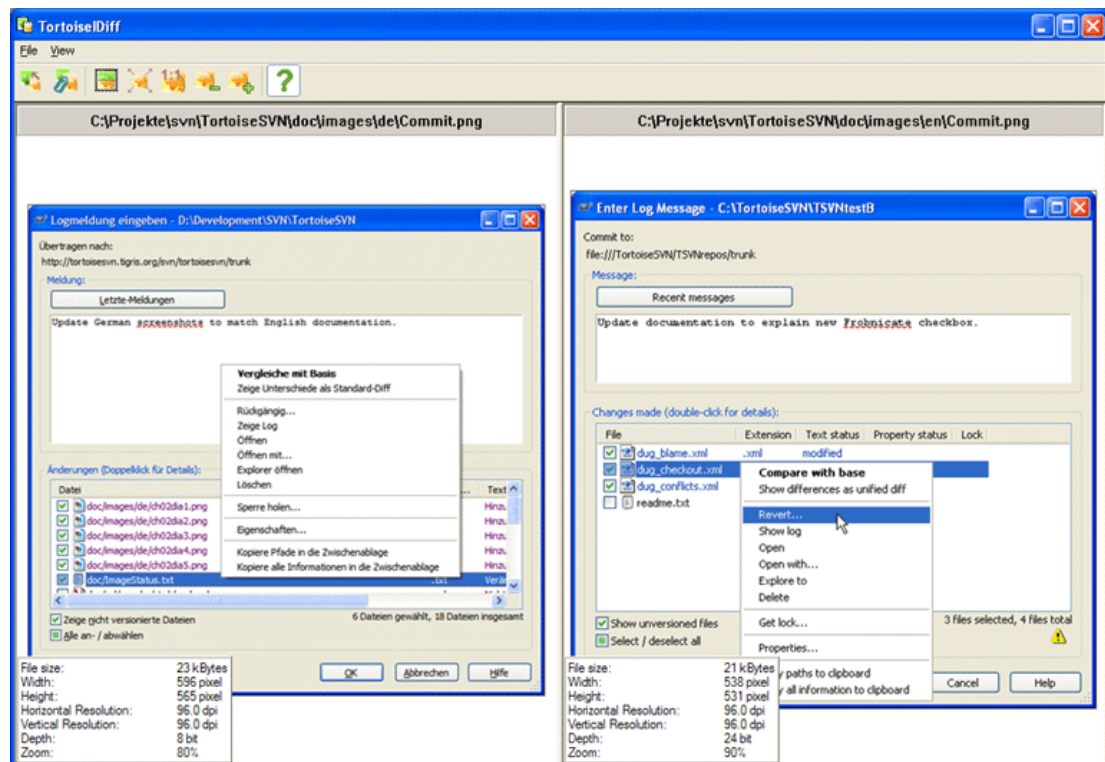 TortoiseIDiff
File View
1:1
?
C:\Projekte\svn\TortoiseSVN\doc\images\de\Commit.png
Logmeldung eingeben - D:\Development\SVN\TortoiseSVN
Übertragen nach:
http://tortoisesvn.tigris.org/svn/tortoisesvn/trunk
Meldung:
Letzte-Meldungen
Update German screenshots to match English documentation.
Vergleiche mit Basis
Zeige Unterschiede als Standard-Diff
Rückgängig...
Zeige Log
Öffnen
Öffnen mit...
Explorer öffnen
Löschen
Sperre holen...
Eigenschaften...
Kopiere Pfade in die Zwischenablage
Kopiere alle Informationen in die Zwischenablage
Änderungen (Doppelklick für Details):
Datei ... Text
doc/images/de/ch02dia1.png Hinzu
doc/images/de/ch02dia2.png Hinzu
doc/images/de/ch02dia3.png Hinzu
doc/images/de/ch02dia4.png Hinzu
doc/images/de/ch02dia5.png Hinzu
doc/ImageStatus.txt .txt Verär
Zeige nicht versionierte Dateien 6 Dateien gewählt, 18 Dateien insgesamt
Alle an- / abwählen
OK Abbrechen Hilfe
File size: 23 kBytes
Width: 596 pixel
Height: 565 pixel
Horizontal Resolution: 96.0 dpi
Vertical Resolution: 96.0 dpi
Depth: 8 bit
Zoom: 80%
C:\Projekte\svn\TortoiseSVN\doc\images\en\Commit.png
Enter Log Message - C:\TortoiseSVN\TSVNtestB
Commit to:
file:///TortoiseSVN/TSVNrepos/trunk
Message:
Recent messages
Update documentation to explain new Frobnicate checkbox.
Changes made (double-click for details):
File Extension Text status Property status Lock
dug_blame.xml .xml modified
dug_checkout.xml
dug_conflicts.xml
readme.txt
Compare with base
Show differences as unified diff
Revert...
Show log
Open
Open with...
Explore to
Delete
Get lock...
Properties...
y paths to clipboard
y all information to clipboard
Show unversioned files 3 files selected, 4 files total
Select / deselect all
Cancel Help
File size: 21 kBytes
Width: 538 pixel
Height: 531 pixel
Horizontal Resolution: 96.0 dpi
Vertical Resolution: 96.0 dpi
Depth: 24 bit
Zoom: 90%